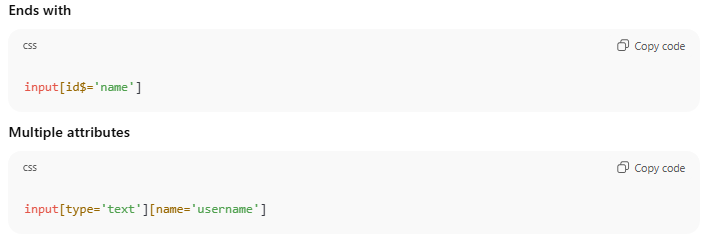 Ends with
css
Copy code
input[id$='name']
Multiple attributes
css
Copy code
input[type='text'][name='username']